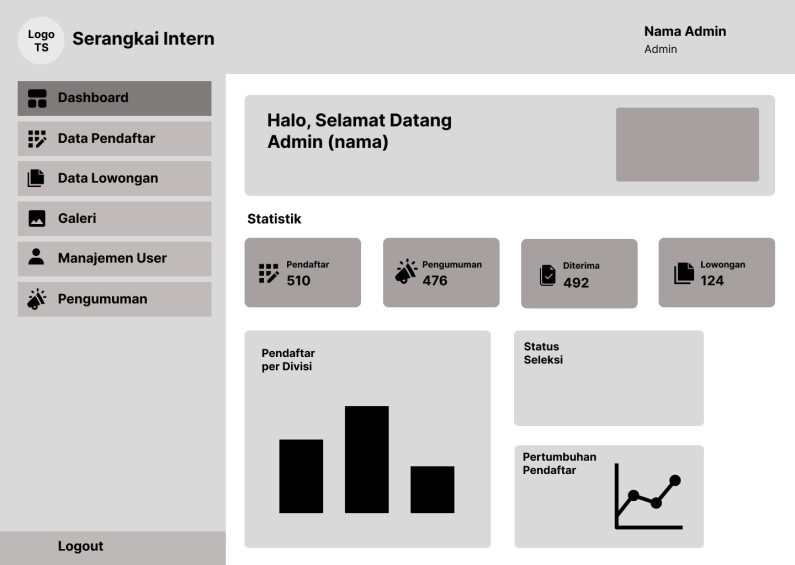 Logo
TS
Serangkai Intern
Nama Admin
Admin
Dashboard
Data Pendaftar
Data Lowongan
Galeri
Manajemen User
Pengumuman
Logout
Halo, Selamat Datang
Admin (nama)
Statistik
Pendaftar
510
Pengumuman
476
Diterima
492
Lowongan
124
Pendaftar
per Divisi
Status
Seleksi
Pertumbuhan
Pendaftar